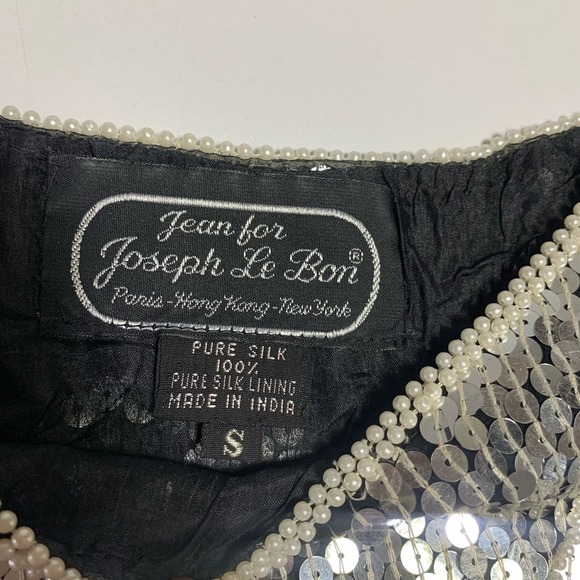 Jean for
Joseph Le Bon®
Paris-Hong Kong-New York
PURE SILK
100%
PURE SILK LINING
MADE IN INDIA
S